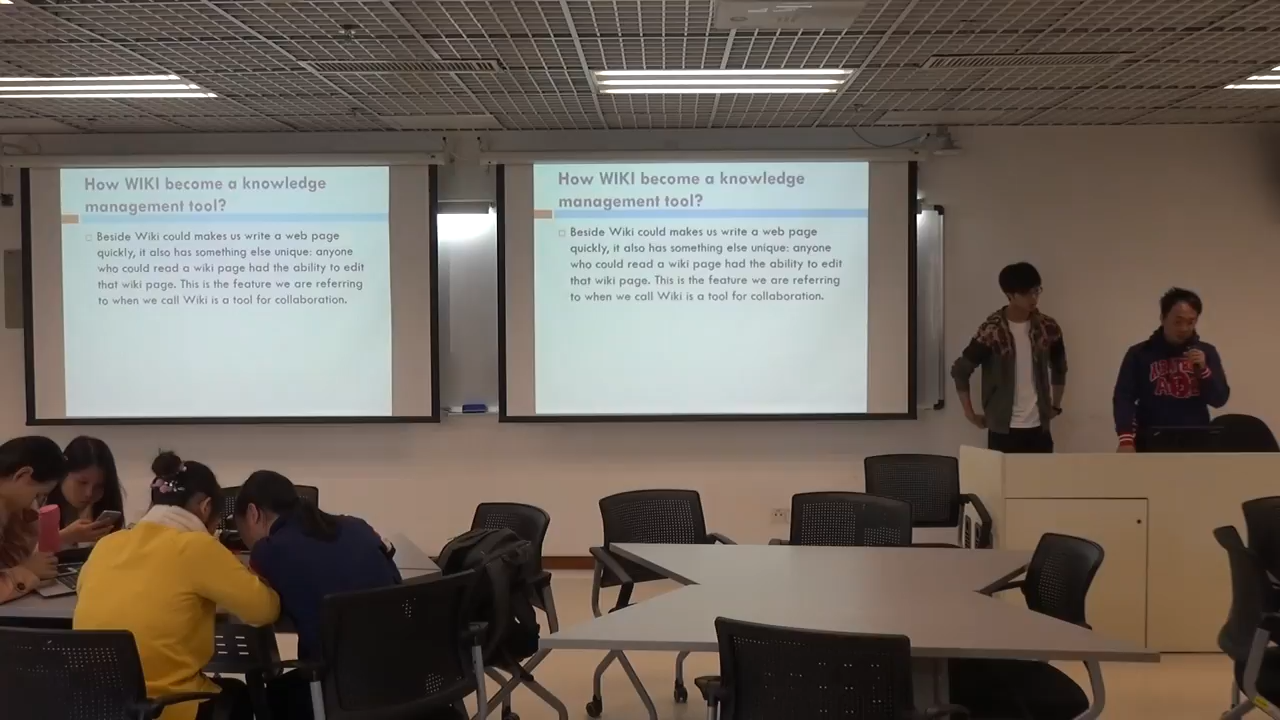 How WIKI become a knowledge
management tool?
Beside Wiki could makes us write a web page
quickly, it also has something else unique: anyone
who could read a wiki page had the ability to edit
that wiki page. This is the feature we are referring
to when we call Wiki is a tool for collaboration.
How WIKI become a knowledge
management tool?
Beside Wiki could makes us write a web page
quickly, it also has something else unique: anyone
who could read a wiki page had the ability to edit
that wiki page. This is the feature we are referring
to when we call Wiki is a tool for collaboration.